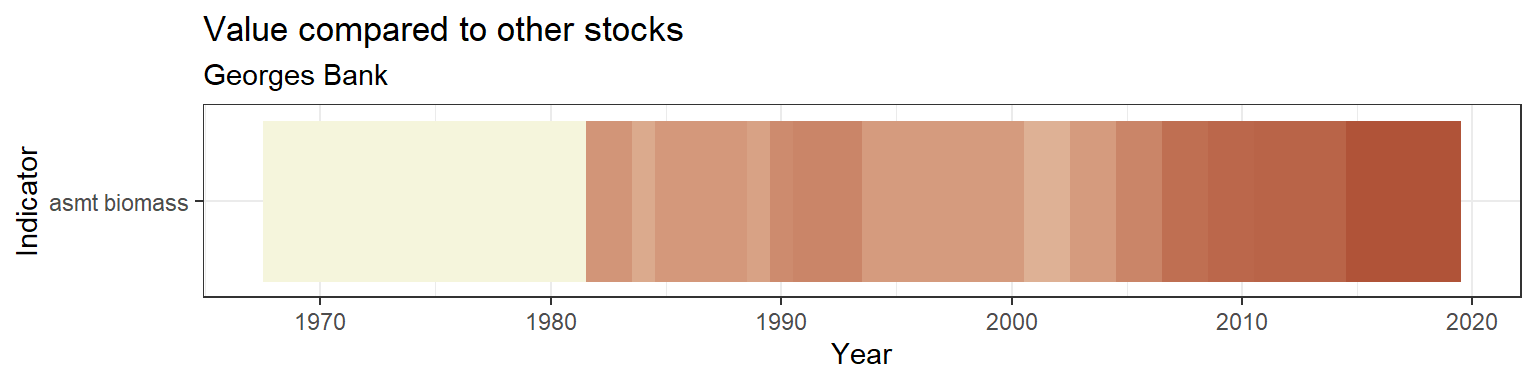 Value compared to other stocks
Georges Bank
Indicator
asmt biomass
1970 1980 1990 2000 2010 2020
Year